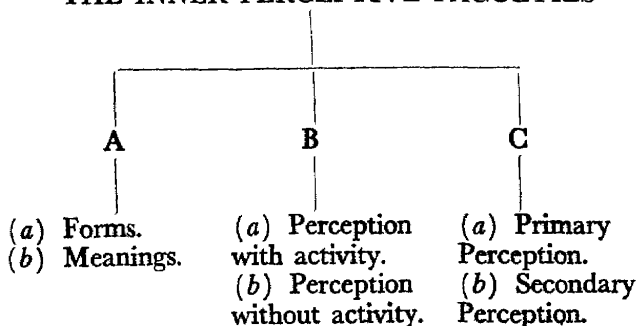 A B C
(a) Forms. (a) Perception (a) Primary
(b) Meanings. with activity. Perception.
(b) Perception (b) Secondary
without activity. Perception.